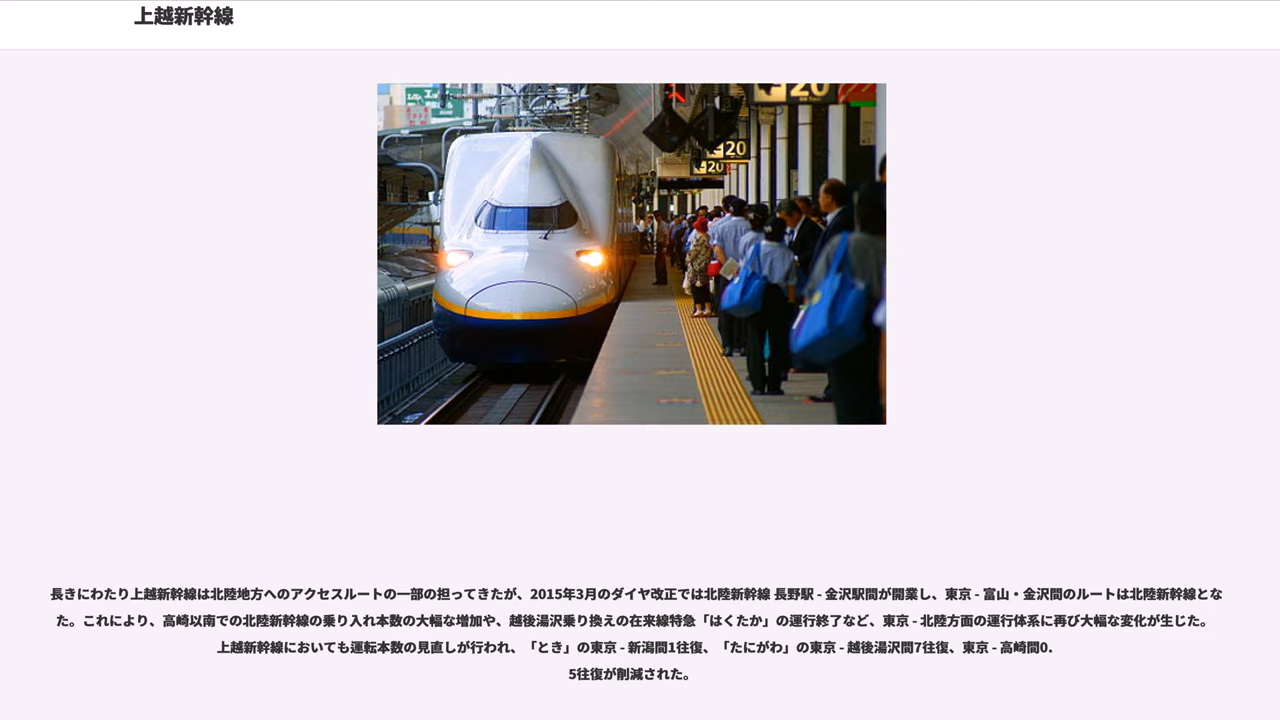 上越新幹線
20
20
20
長きにわたり上越新幹線は北陸地方へのアクセスルートの一部の担ってきたが、2015年3月のダイヤ改正では北陸新幹線 長野駅 - 金沢駅間が開業し、東京 - 富山・金沢間のルートは北陸新幹線とな
た。これにより、高崎以南での北陸新幹線の乗り入れ本数の大幅な増加や、越後湯沢乗り換えの在来線特急「はくたか」の運行終了など、東京 - 北陸方面の運行体系に再び大幅な変化が生じた。
上越新幹線においても運転本数の見直しが行われ、「とき」の東京 - 新潟間1往復、「たにがわ」の東京 - 越後湯沢間7往復、東京 - 高崎間0.
5往復が削減された。